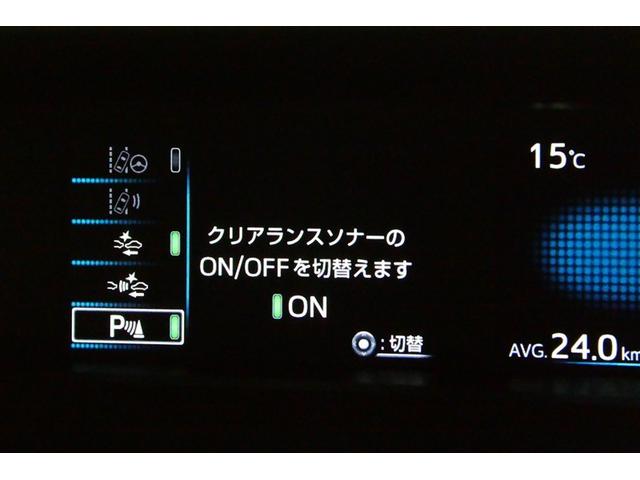 15℃
クリアランスソナーの
ON/OFFを切替えます
ON
P
:切替
AVG. 24.0 km